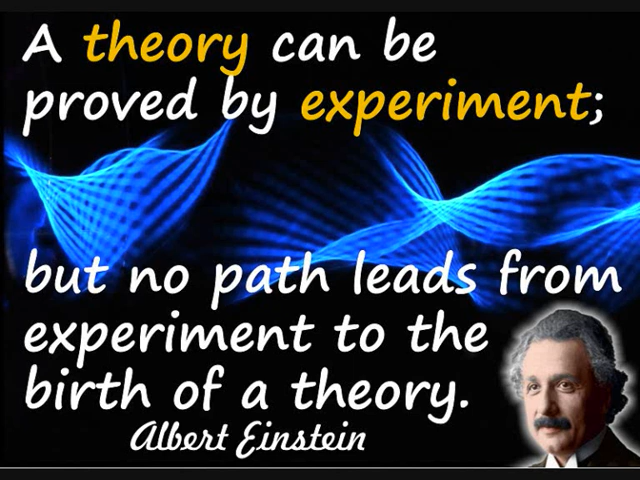 A theory can be
proved by experiment;
but no path leads from
experiment to the
birth of a theory.
Albert Einstein